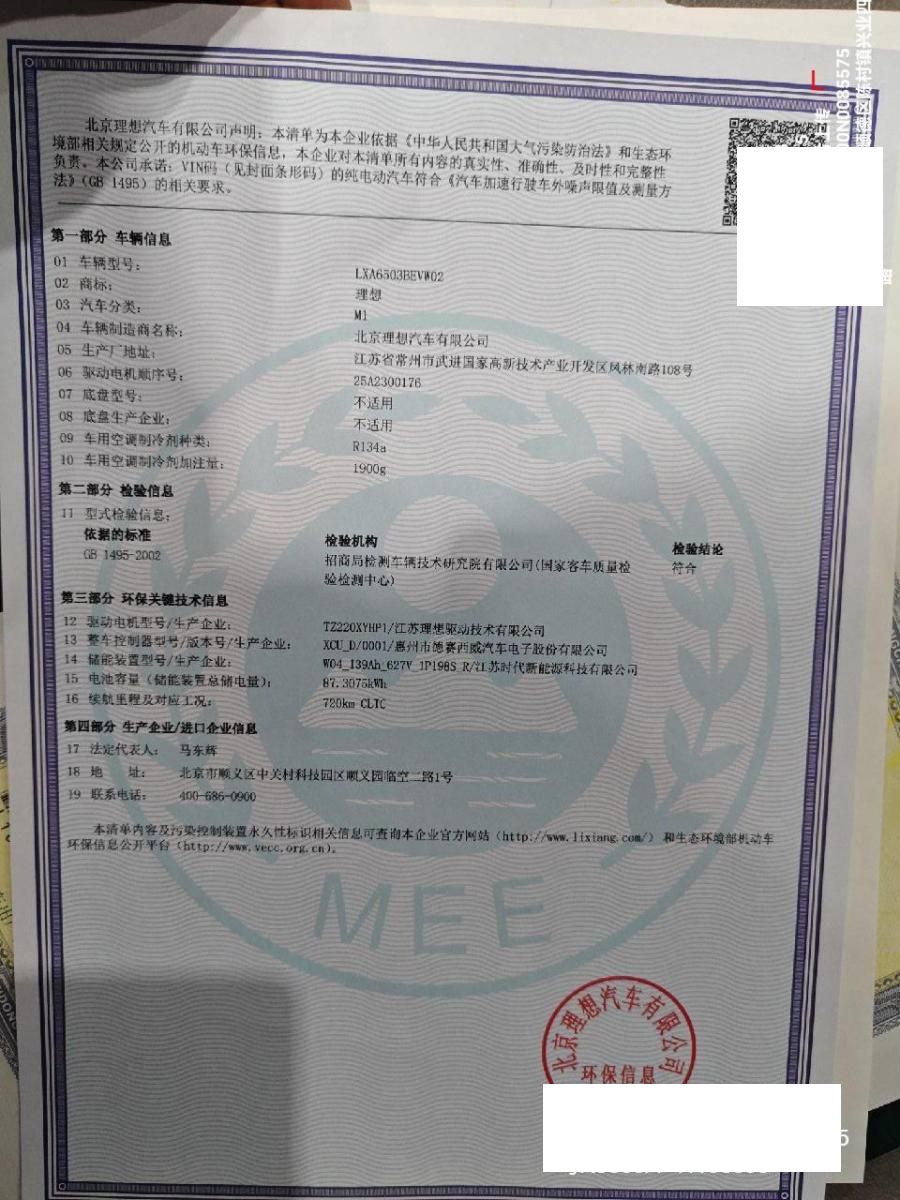 北京理想汽车有限公司声明：本清单为本企业依据《中华人民共和国大气污染防治法》和生态环
境部相关规定公开的机动车环保信息，本企业对本清单所有内容的真实性、准确性、及时性和完整性
负责。本公司承诺：VIN码（见封面条形码）的纯电动汽车符合《汽车加速行驶车外噪声限值及测量方
法》（GB 1495）的相关要求。
第一部分 车辆信息
01 车辆型号： LXA6503BEVW02
02 商标： 理想
03 汽车分类： M1
04 车辆制造商名称： 北京理想汽车有限公司
05 生产厂地址： 江苏省常州市武进国家高新技术产业开发区凤林南路108号
06 驱动电机顺序号： 25A2300176
07 底盘型号： 不适用
08 底盘生产企业： 不适用
09 车用空调制冷剂种类： R134a
10 车用空调制冷剂加注量： 1900g
第二部分 检验信息
11 型式检验信息：
依据的标准 检验机构 检验结论
GB 1495-2002 招商局检测车辆技术研究院有限公司(国家客车质量检 符合
验检测中心)
第三部分 环保关键技术信息
12 驱动电机型号/生产企业： TZ220XYHP1/江苏理想驱动技术有限公司
13 整车控制器型号/版本号/生产企业： XCU_D/0001/惠州市德赛西威汽车电子股份有限公司
14 储能装置型号/生产企业： W04_139Ah_627V_1P198S_R/江苏时代新能源科技有限公司
15 电池容量（储能装置总储电量）： 87.3075kWh
16 续航里程及对应工况： 720km CLTC
第四部分 生产企业/进口企业信息
17 法定代表人： 马东辉
18 地 址： 北京市顺义区中关村科技园区顺义园临空二路1号
19 联系电话： 400-686-0900
本清单内容及污染控制装置永久性标识相关信息可查询本企业官方网站（http://www.lixiang.com/）和生态环境部机动车
环保信息公开平台（http://www.vecc.org.cn）。
MEE
北京理想汽车有限公司
环保信息